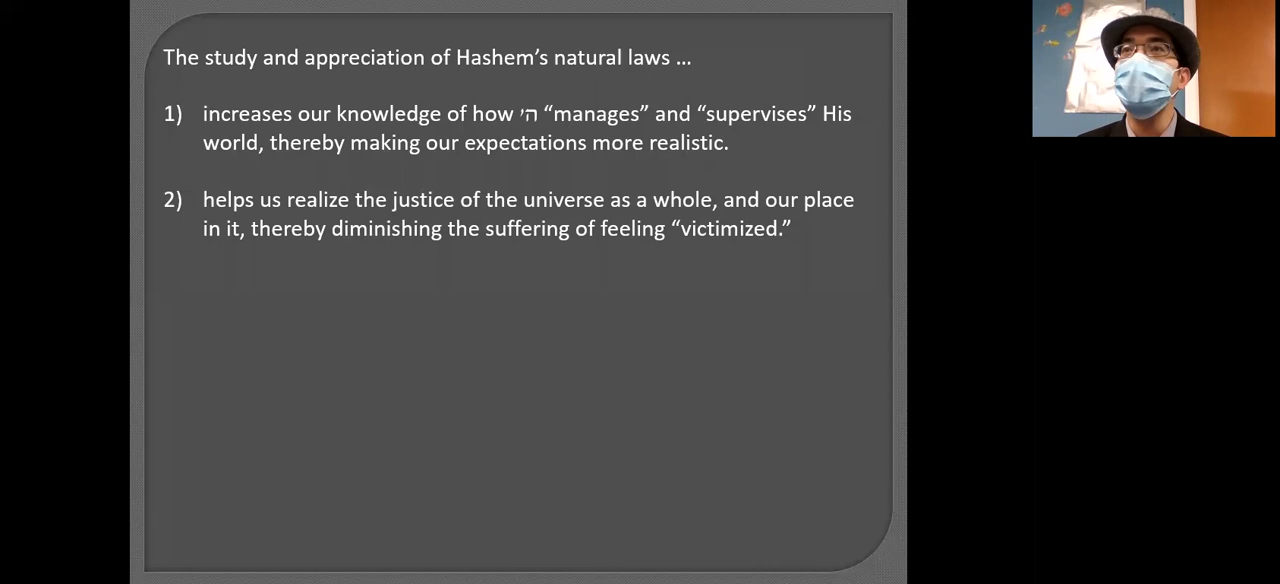 The study and appreciation of Hashem’s natural laws …
1) increases our knowledge of how ה׳ “manages” and “supervises” His
world, thereby making our expectations more realistic.
2) helps us realize the justice of the universe as a whole, and our place
in it, thereby diminishing the suffering of feeling “victimized.”